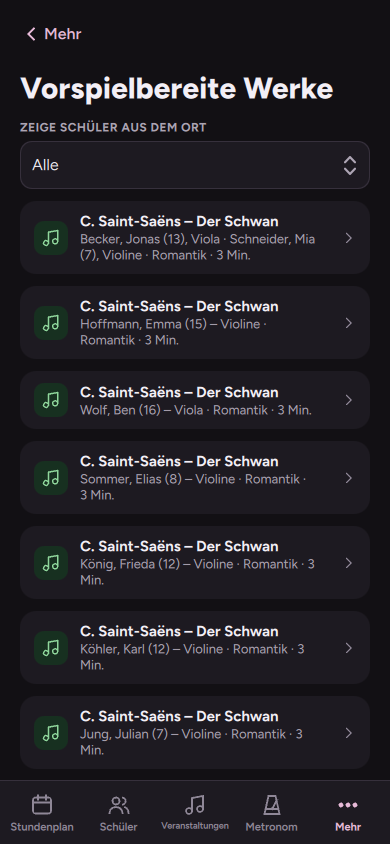 Mehr
Vorspielbereite Werke
ZEIGE SCHÜLER AUS DEM ORT
Alle
C. Saint-Saëns – Der Schwan
Becker, Jonas (13), Viola · Schneider, Mia
(7), Violine · Romantik · 3 Min.
C. Saint-Saëns – Der Schwan
Hoffmann, Emma (15) – Violine ·
Romantik · 3 Min.
C. Saint-Saëns – Der Schwan
Wolf, Ben (16) – Viola · Romantik · 3 Min.
C. Saint-Saëns – Der Schwan
Sommer, Elias (8) – Violine · Romantik ·
3 Min.
C. Saint-Saëns – Der Schwan
König, Frieda (12) – Violine · Romantik · 3
Min.
C. Saint-Saëns – Der Schwan
Köhler, Karl (12) – Violine · Romantik · 3
Min.
C. Saint-Saëns – Der Schwan
Jung, Julian (7) – Violine · Romantik · 3
Min.
Stundenplan Schüler Veranstaltungen Metronom Mehr